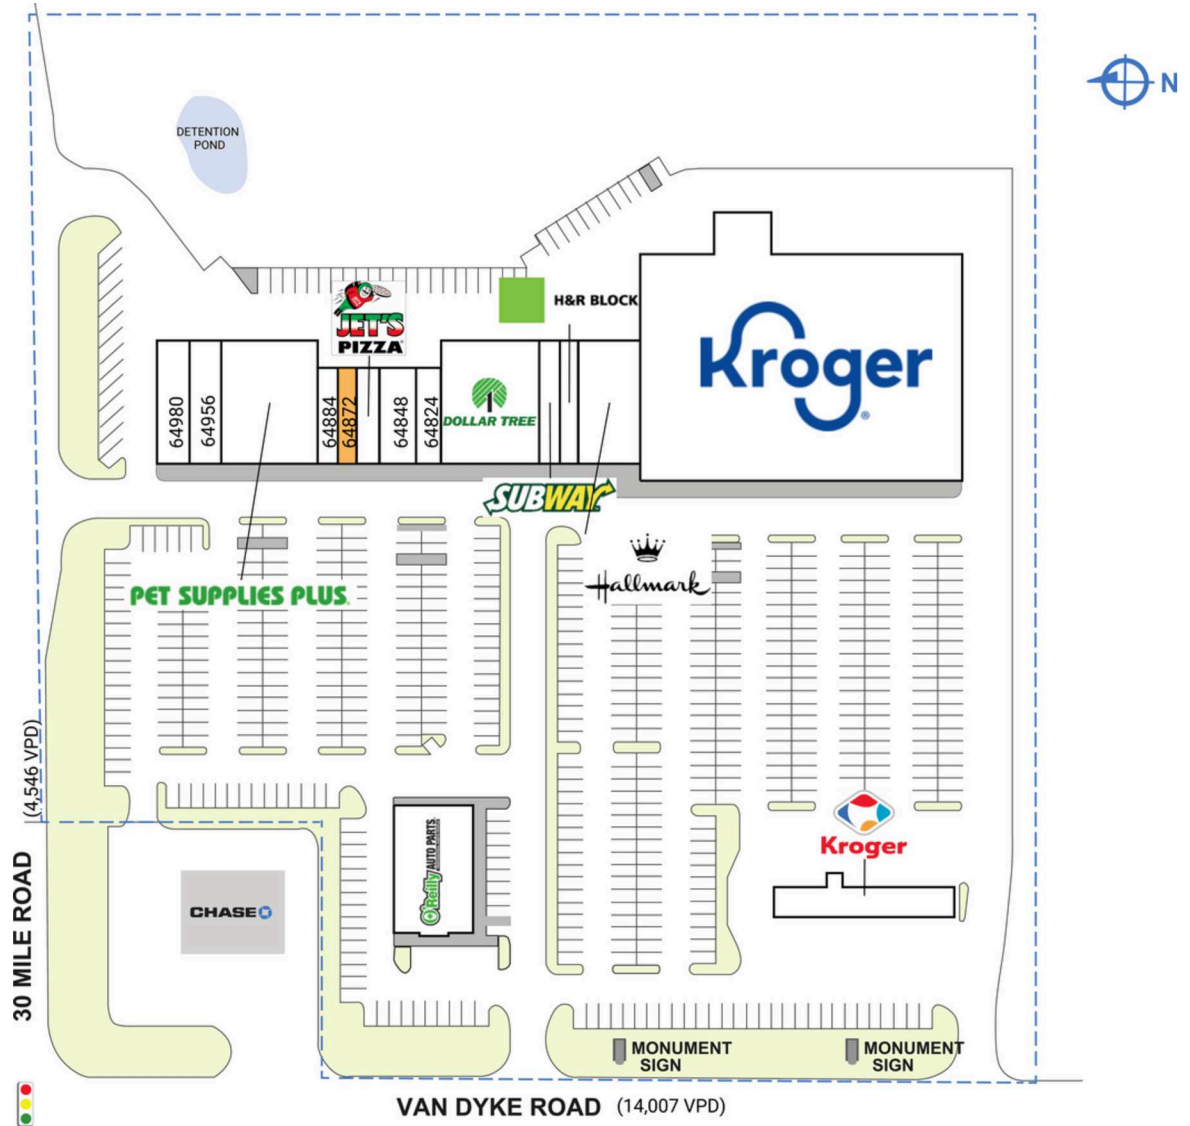 N
DETENTION
POND
H&R BLOCK
JET'S
PIZZA
Kroger
64980
64956
64884
64872
64848
64824
DOLLAR TREE
SUBWAY
Hallmark
PET SUPPLIES PLUS
(4,546 VPD)
30 MILE ROAD
CHASE
O'Reilly AUTO PARTS
Kroger
MONUMENT
SIGN
MONUMENT
SIGN
VAN DYKE ROAD (14,007 VPD)